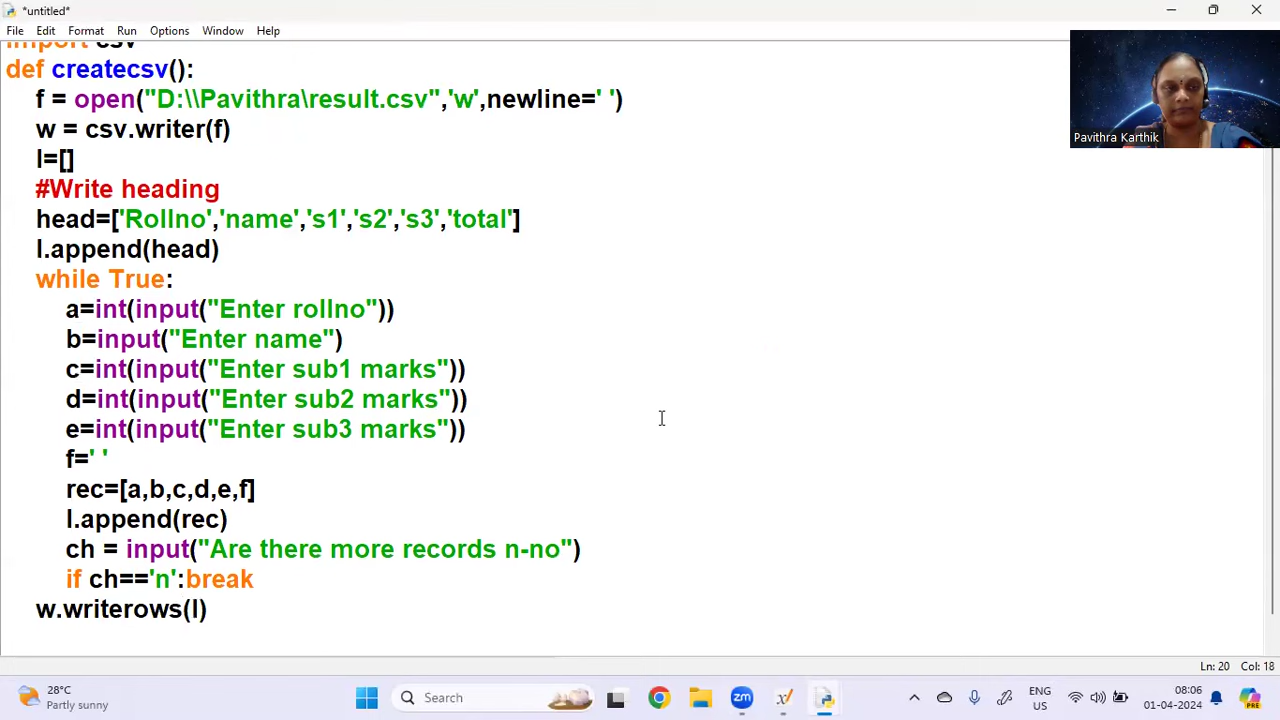 *untitled*
File Edit Format Run Options Window Help
import csv
def createcsv():
f = open("D:\\Pavithra\result.csv",'w',newline=' ')
w = csv.writer(f)
l=[]
#Write heading
head=['Rollno','name','s1','s2','s3','total']
l.append(head)
while True:
a=int(input("Enter rollno"))
b=input("Enter name")
c=int(input("Enter sub1 marks"))
d=int(input("Enter sub2 marks"))
e=int(input("Enter sub3 marks"))
f=' '
rec=[a,b,c,d,e,f]
l.append(rec)
ch = input("Are there more records n-no")
if ch=='n':break
w.writerows(l)
Pavithra Karthik
Ln: 20 Col: 18
28°C
Partly sunny
Search
zm
ENG
US
08:06
01-04-2024
PRE